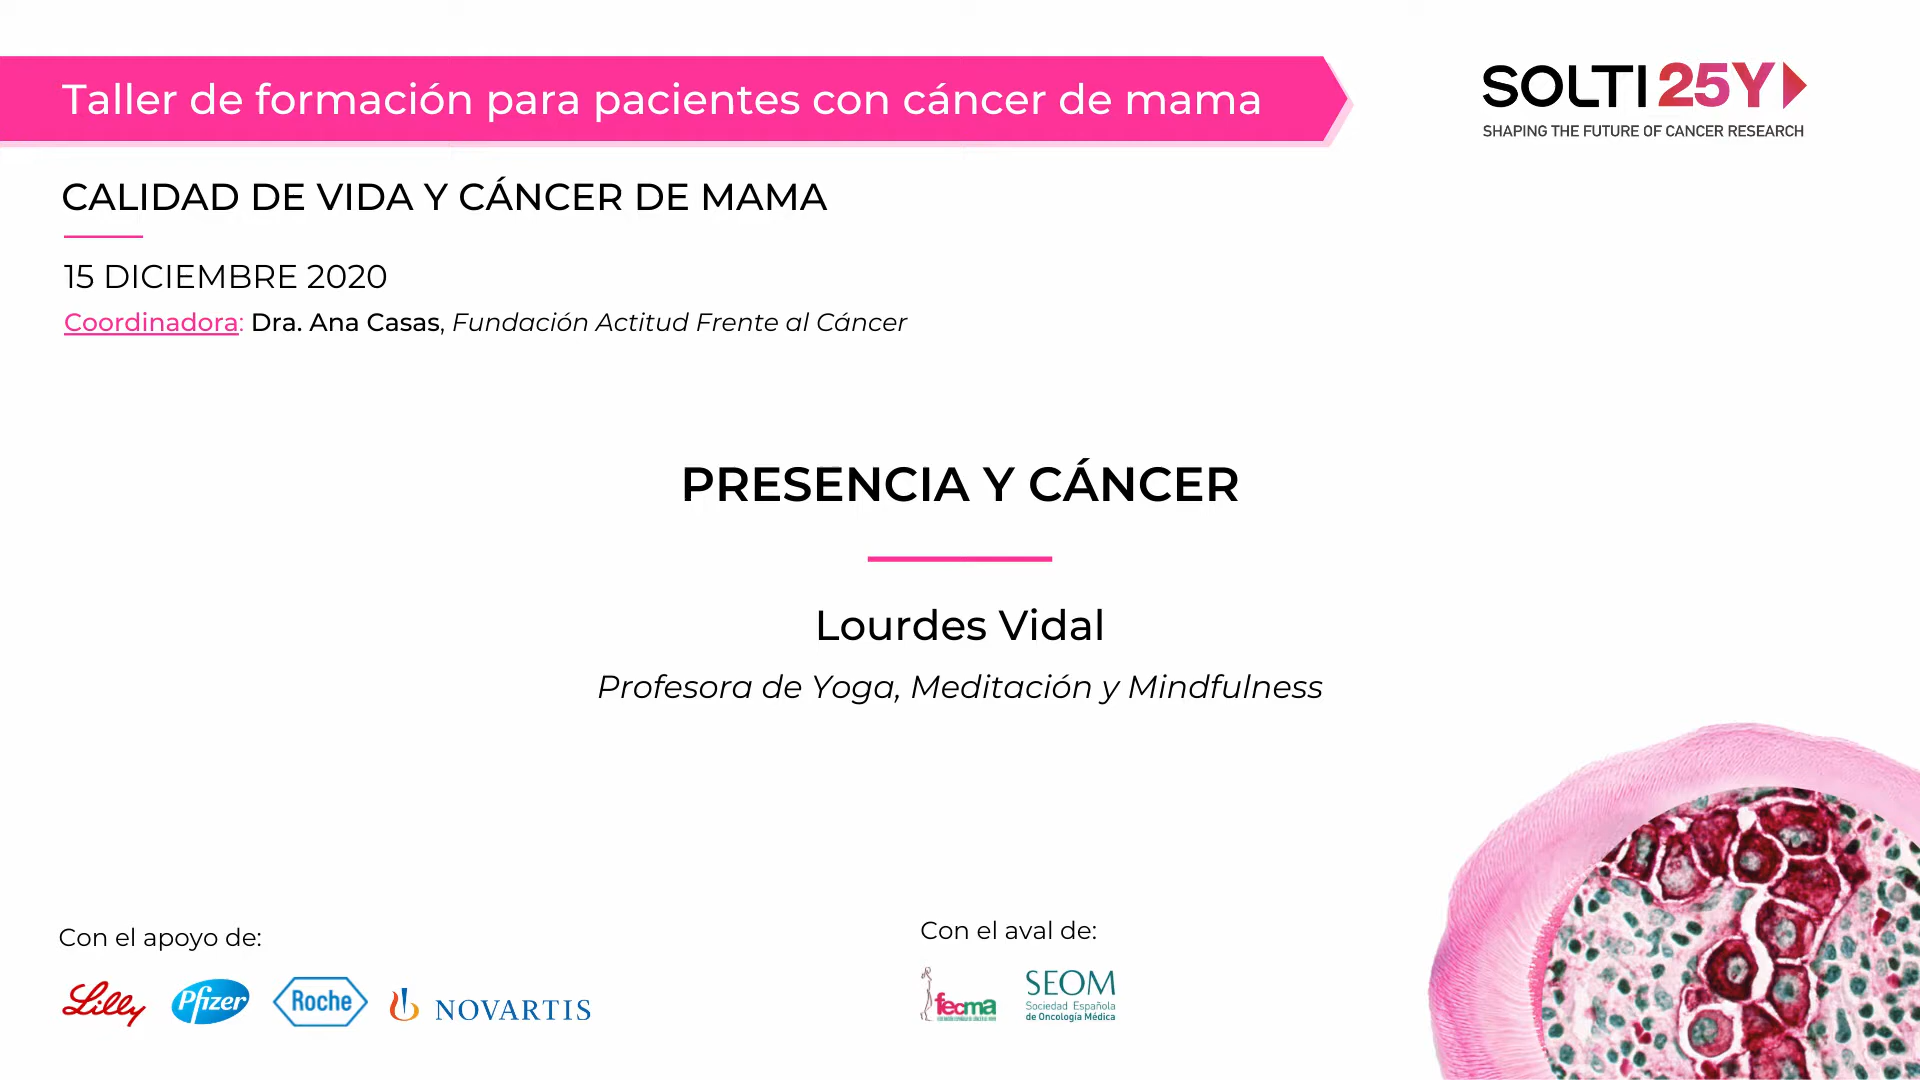 Taller de formación para pacientes con cáncer de mama
SOLTI 25Y
SHAPING THE FUTURE OF CANCER RESEARCH
CALIDAD DE VIDA Y CÁNCER DE MAMA
15 DICIEMBRE 2020
Coordinadora: Dra. Ana Casas, Fundación Actitud Frente al Cáncer
PRESENCIA Y CÁNCER
Lourdes Vidal
Profesora de Yoga, Meditación y Mindfulness
Con el apoyo de:
Lilly Pfizer Roche NOVARTIS
Con el aval de:
fecma
SEOM
Sociedad Española
de Oncología Médica